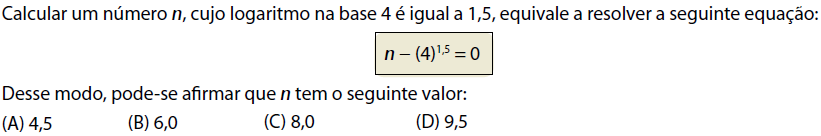 Calcular um número n, cujo logaritmo na base 4 é igual a 1,5, equivale a resolver a seguinte equação:
n − (4)^1,5 = 0
Desse modo, pode-se afirmar que n tem o seguinte valor:
(A) 4,5 (B) 6,0 (C) 8,0 (D) 9,5